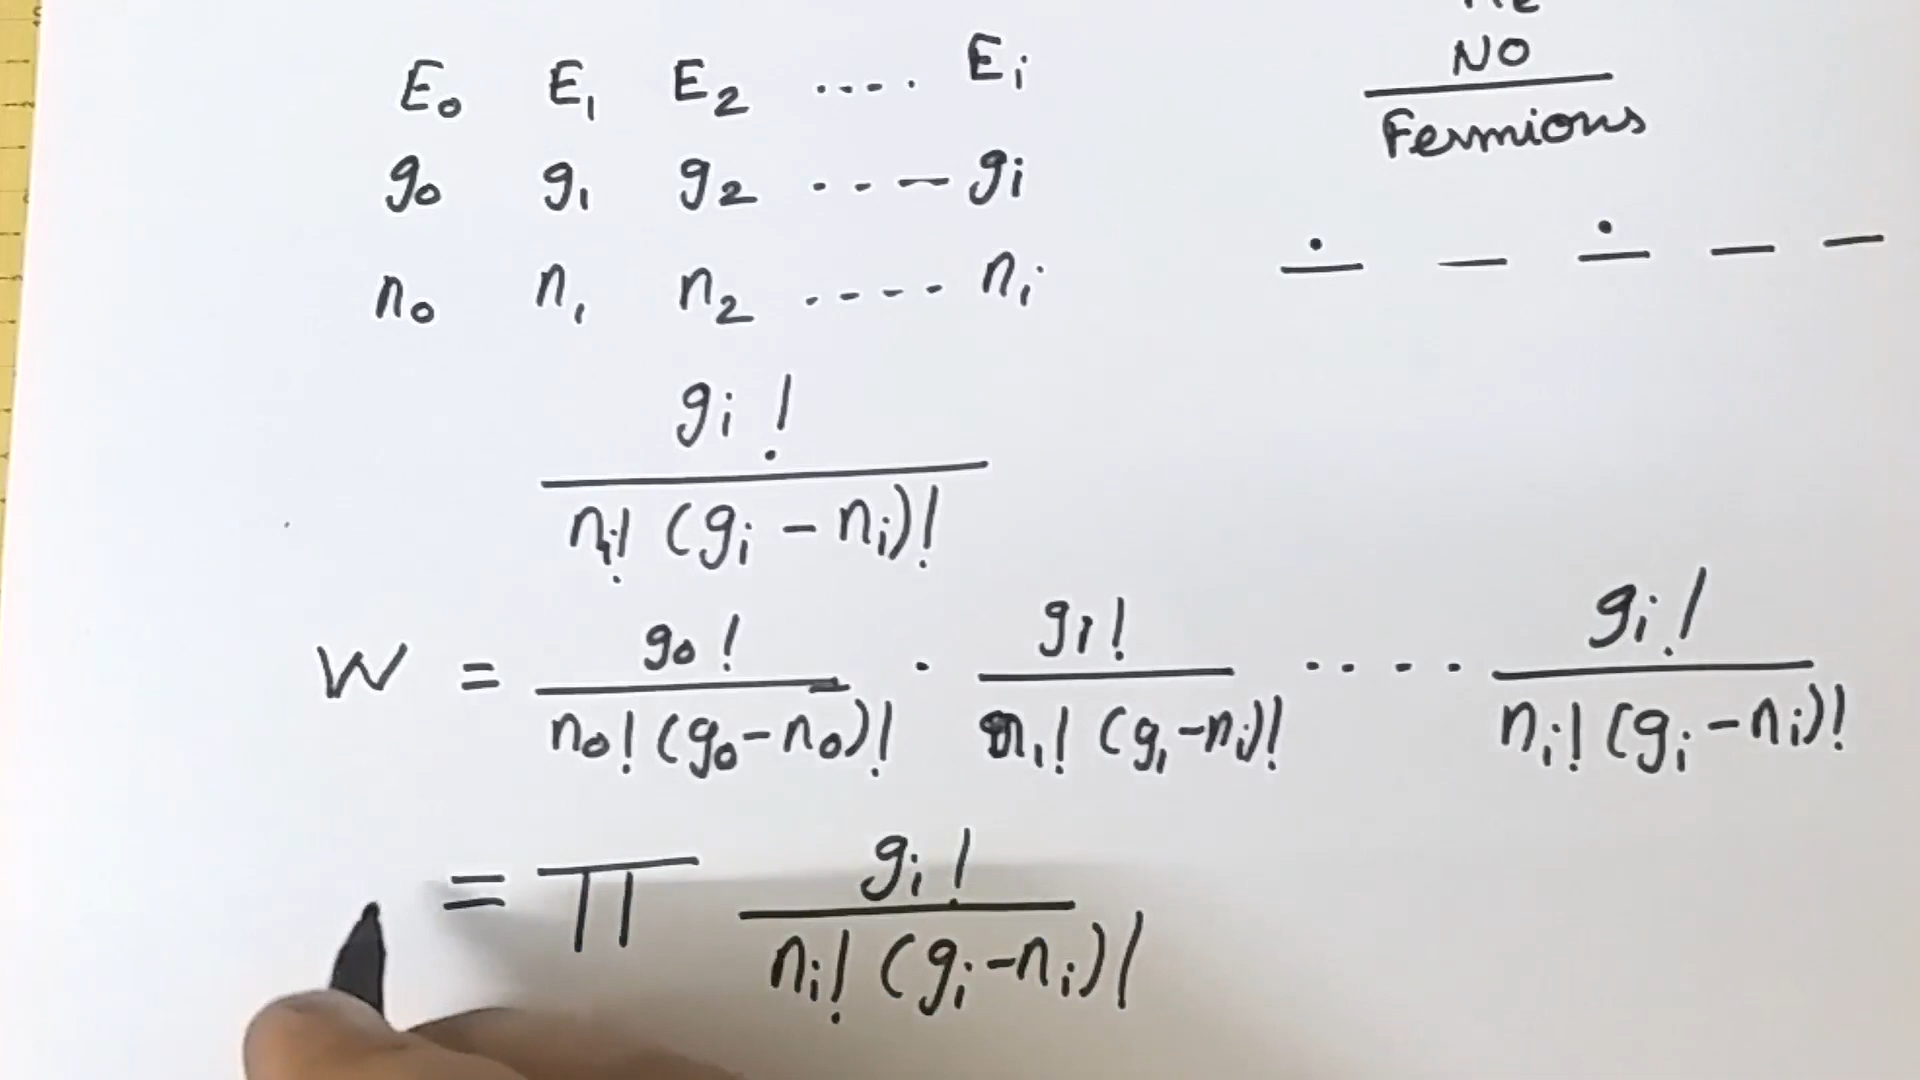 E₀ E₁ E₂ .... Eᵢ
g₀ g₁ g₂ ..-— gᵢ
n₀ n₁ n₂ ..... nᵢ
NO
Fermions
gᵢ!
nᵢ! (gᵢ - nᵢ)!
W = g₀! / n₀! (g₀-n₀)! · g₁! / n₁! (g₁-n₁)! .... gᵢ! / nᵢ! (gᵢ-nᵢ)!
= Π gᵢ! / nᵢ! (gᵢ-nᵢ)!